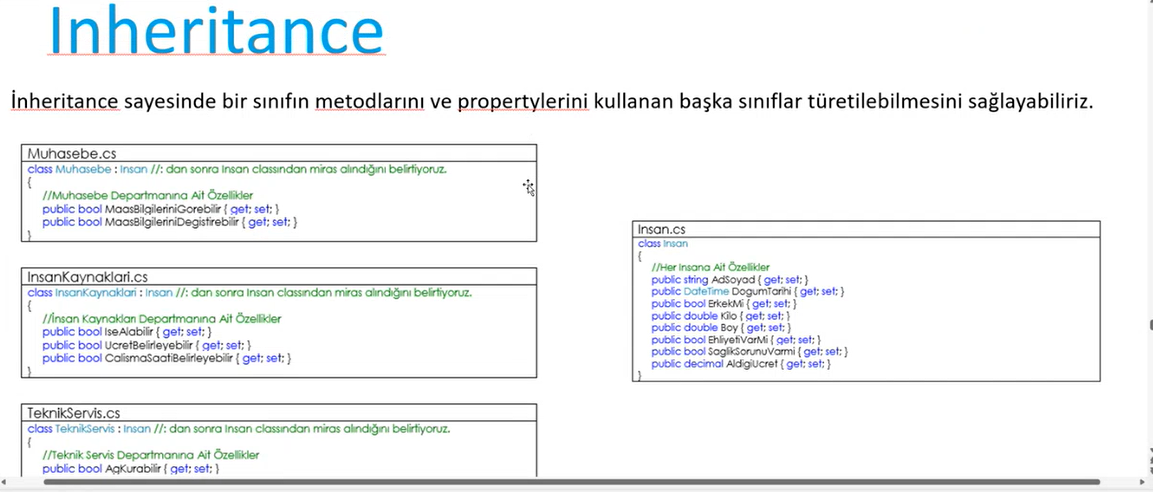 Inheritance
İnheritance sayesinde bir sınıfın metodlarını ve propertylerini kullanan başka sınıflar türetilebilmesini sağlayabiliriz.
Muhasebe.cs
class Muhasebe : Insan //: dan sonra Insan classından miras alındığını belirtiyoruz.
{
//Muhasebe Departmanına Ait Özellikler
public bool MaasBilgileriniGorebilir { get; set; }
public bool MaasBilgileriniDegistirebilir { get; set; }
}
InsanKaynaklari.cs
class InsanKaynaklari : Insan //: dan sonra Insan classından miras alındığını belirtiyoruz.
{
//İnsan Kaynakları Departmanına Ait Özellikler
public bool IseAlabilir { get; set; }
public bool UcretBelirleyebilir { get; set; }
public bool CalismaSaatiBelirleyebilir { get; set; }
}
TeknikServis.cs
class TeknikServis : Insan //: dan sonra Insan classından miras alındığını belirtiyoruz.
{
//Teknik Servis Departmanına Ait Özellikler
public bool AgKurabilir { get; set; }
Insan.cs
class Insan
{
//Her Insana Ait Özellikler
public string AdSoyad { get; set; }
public DateTime DogumTarihi { get; set; }
public bool ErkekMi { get; set; }
public double Kilo { get; set; }
public double Boy { get; set; }
public bool EhliyetiVarMi { get; set; }
public bool SaglikSorunuVarmi { get; set; }
public decimal AldigiUcret { get; set; }
}